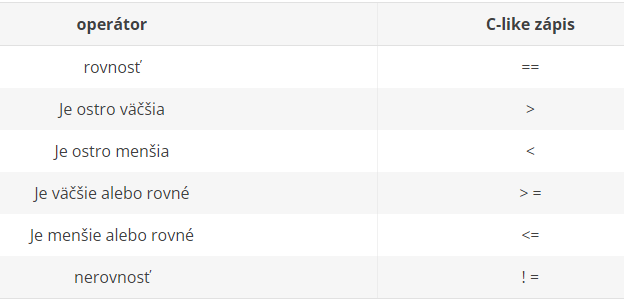 operátor C-like zápis
rovnosť ==
Je ostro väčšia >
Je ostro menšia <
Je väčšie alebo rovné > =
Je menšie alebo rovné <=
nerovnosť ! =